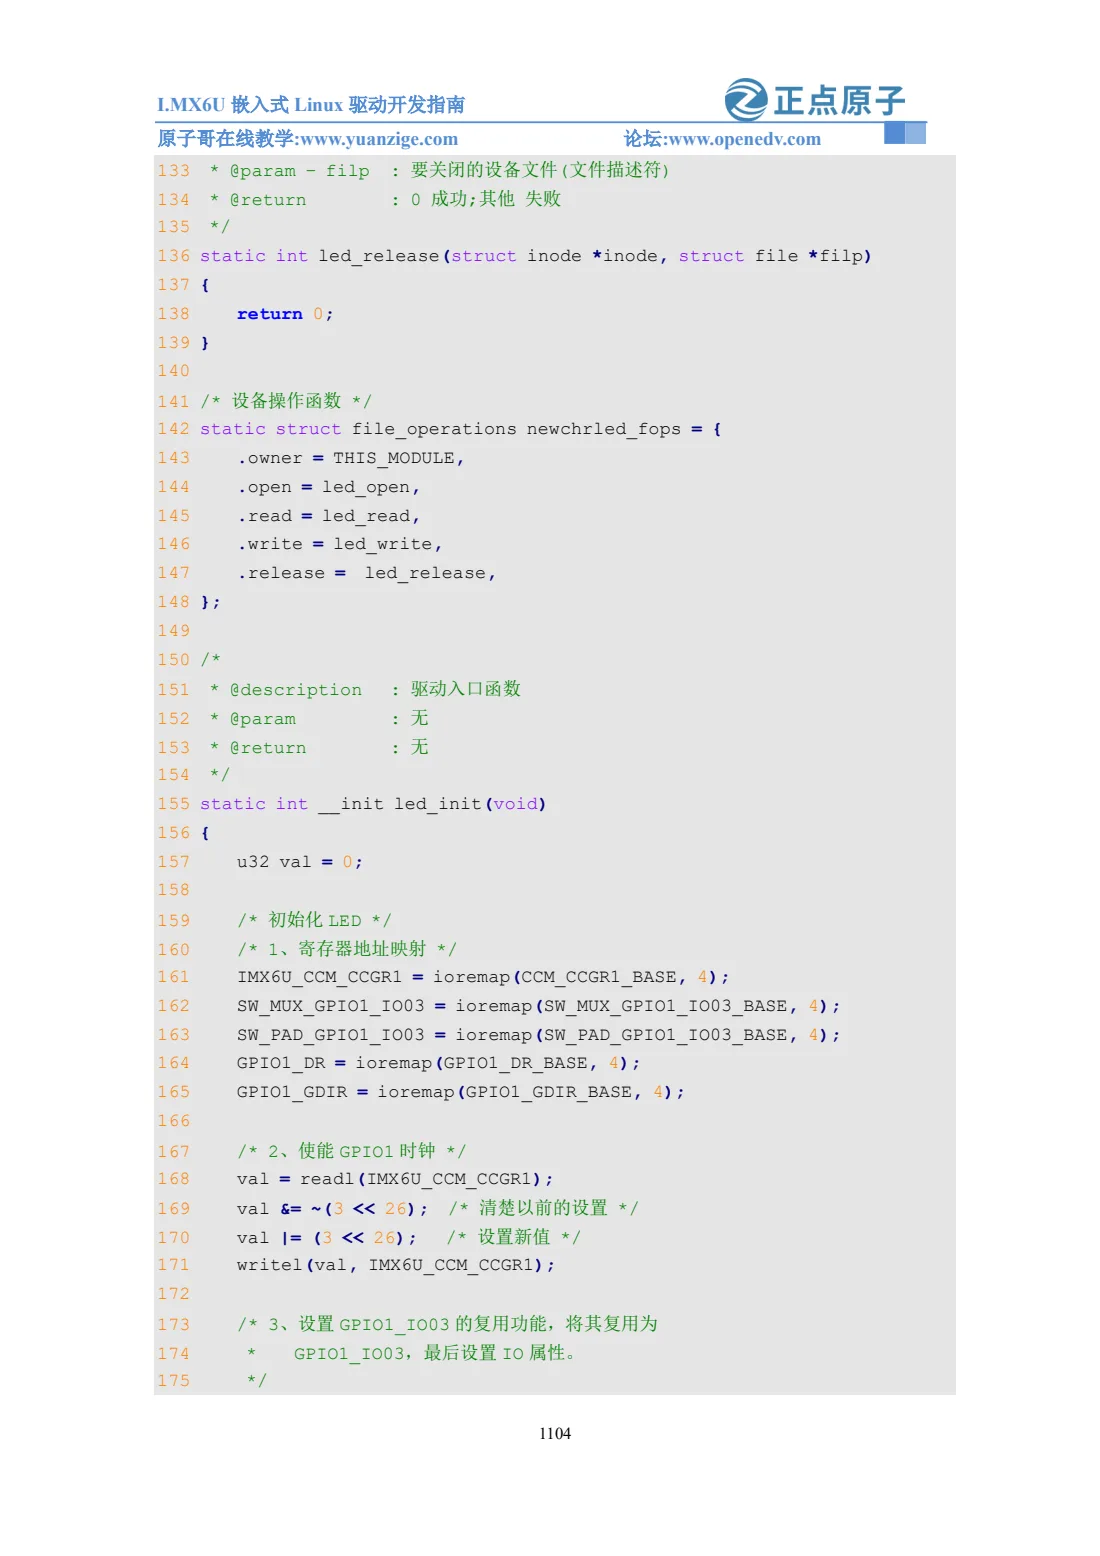 I.MX6U 嵌入式 Linux 驱动开发指南
正点原子
原子哥在线教学:www.yuanzige.com 论坛:www.openedv.com
133 * @param - filp : 要关闭的设备文件(文件描述符)
134 * @return : 0 成功;其他 失败
135 */
136 static int led_release(struct inode *inode, struct file *filp)
137 {
138 return 0;
139 }
140
141 /* 设备操作函数 */
142 static struct file_operations newchrled_fops = {
143 .owner = THIS_MODULE,
144 .open = led_open,
145 .read = led_read,
146 .write = led_write,
147 .release = led_release,
148 };
149
150 /*
151 * @description : 驱动入口函数
152 * @param : 无
153 * @return : 无
154 */
155 static int __init led_init(void)
156 {
157 u32 val = 0;
158
159 /* 初始化 LED */
160 /* 1、寄存器地址映射 */
161 IMX6U_CCM_CCGR1 = ioremap(CCM_CCGR1_BASE, 4);
162 SW_MUX_GPIO1_IO03 = ioremap(SW_MUX_GPIO1_IO03_BASE, 4);
163 SW_PAD_GPIO1_IO03 = ioremap(SW_PAD_GPIO1_IO03_BASE, 4);
164 GPIO1_DR = ioremap(GPIO1_DR_BASE, 4);
165 GPIO1_GDIR = ioremap(GPIO1_GDIR_BASE, 4);
166
167 /* 2、使能 GPIO1 时钟 */
168 val = readl(IMX6U_CCM_CCGR1);
169 val &= ~(3 << 26); /* 清楚以前的设置 */
170 val |= (3 << 26); /* 设置新值 */
171 writel(val, IMX6U_CCM_CCGR1);
172
173 /* 3、设置 GPIO1_IO03 的复用功能，将其复用为
174 * GPIO1_IO03，最后设置 IO 属性。
175 */
1104